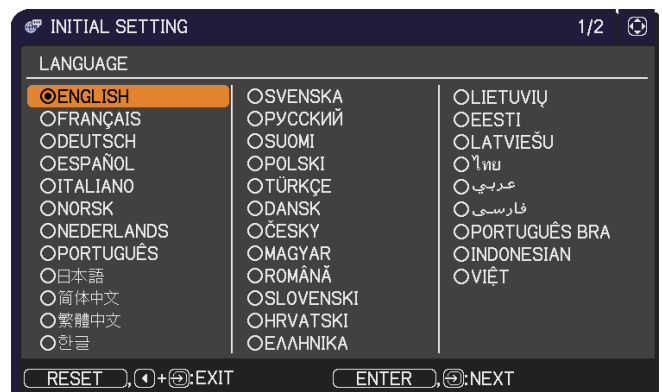 INITIAL SETTING 1/2
LANGUAGE
ENGLISH
FRANÇAIS
DEUTSCH
ESPAÑOL
ITALIANO
NORSK
NEDERLANDS
PORTUGUÊS
日本語
简体中文
繁體中文
한글
SVENSKA
РУССКИЙ
SUOMI
POLSKI
TÜRKÇE
DANSK
ČESKY
MAGYAR
ROMÂNĂ
SLOVENSKI
HRVATSKI
ΕΛΛΗΝΙΚΑ
LIETUVIŲ
EESTI
LATVIEŠU
ไทย
عربي
فارسی
PORTUGUÊS BRA
INDONESIAN
VIỆT
RESET ,+:EXIT ENTER ,:NEXT